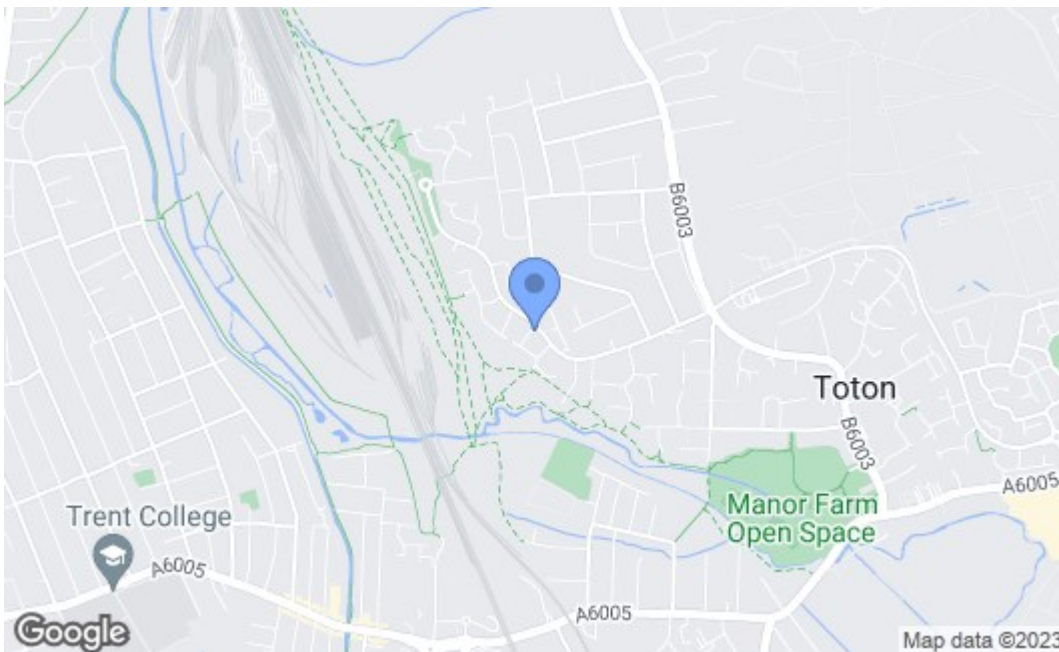 B6003
Toton
B6003
A6005
Manor Farm
Open Space
Trent College
A6005
A6005
Google
Map data ©2023